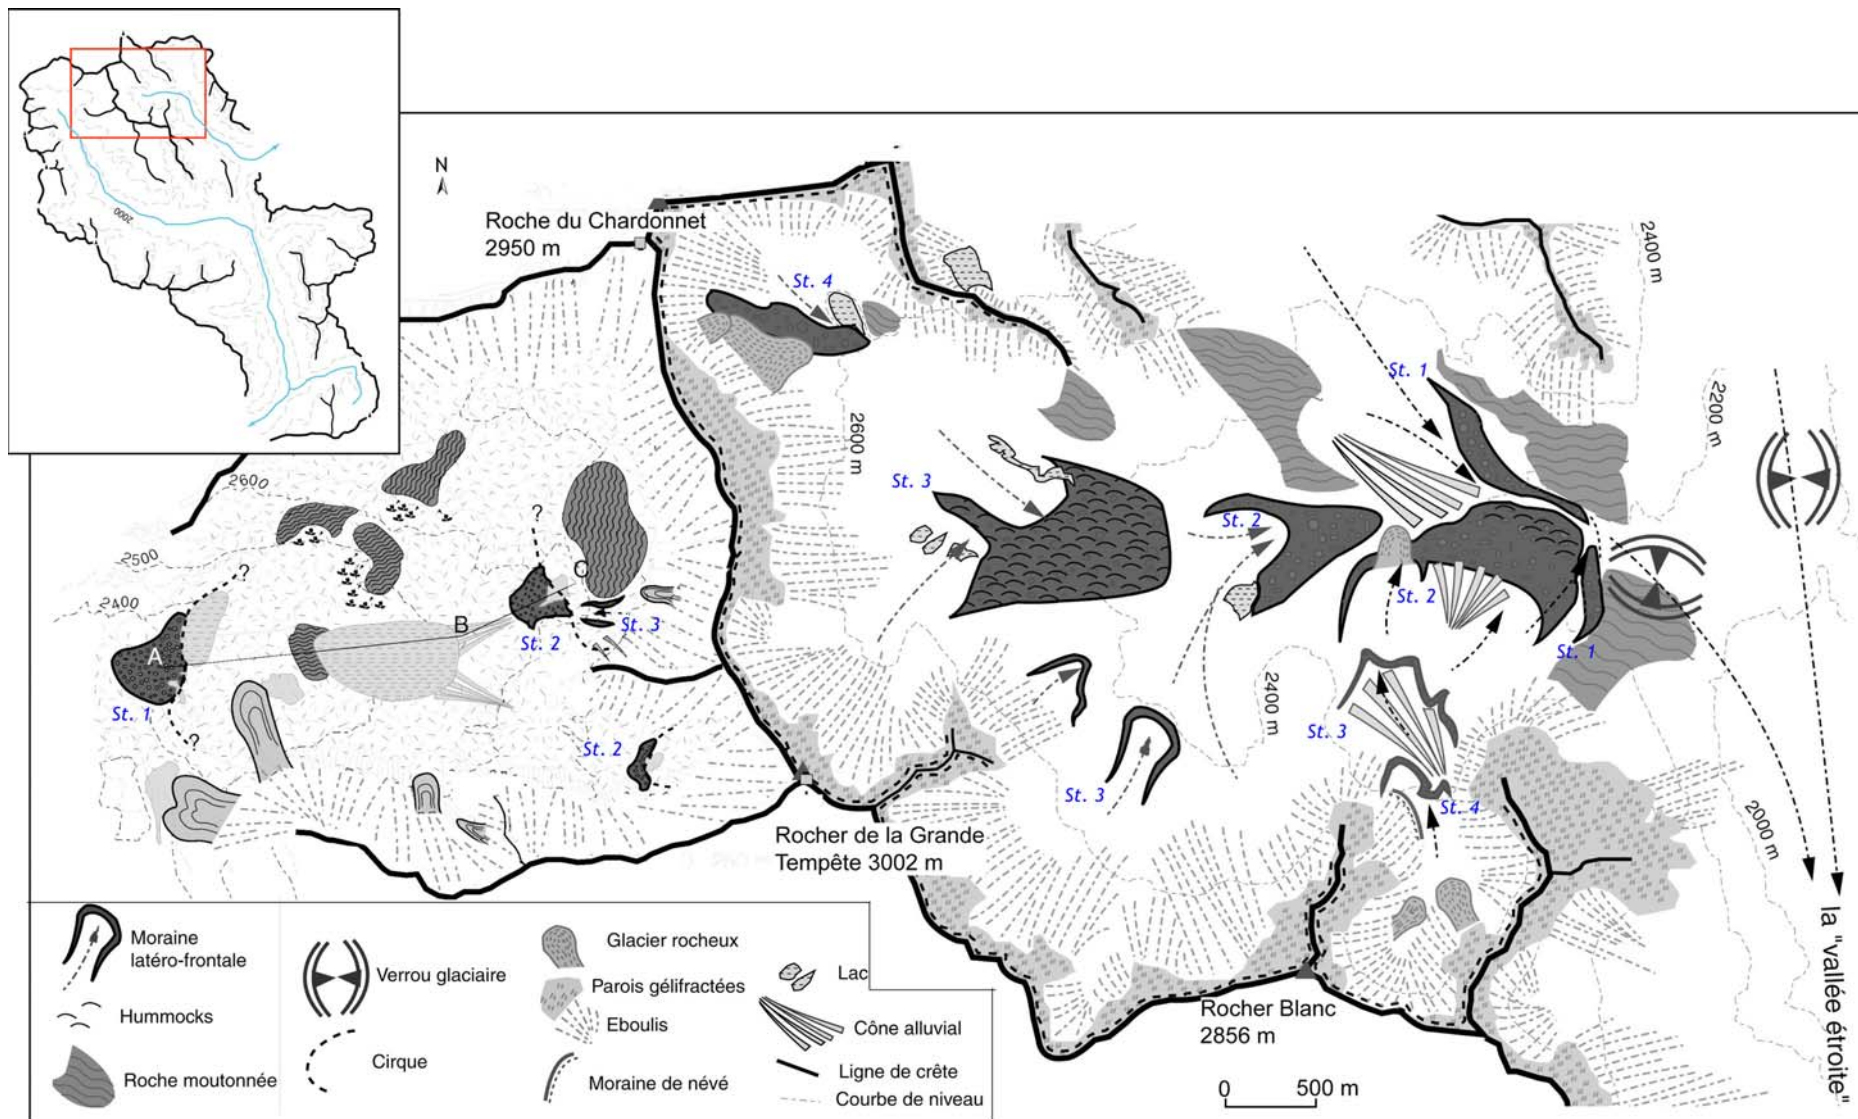 2000
N
Roche du Chardonnet
2950 m
St. 4
2400 m
St. 1
2200 m
2600 m
2600
St. 3
?
St. 2
2500
C
?
2400
St. 2
B
St. 3
A
St. 2
St. 1
St. 1
?
2400 m
St. 3
St. 2
St. 3
St. 4
2000 m
Rocher de la Grande
Tempête 3002 m
la "vallée étroite"
Rocher Blanc
2856 m
0 500 m
Moraine
latéro-frontale
Hummocks
Roche moutonnée
Verrou glaciaire
Cirque
Glacier rocheux
Parois gélifractées
Eboulis
Moraine de névé
Lac
Cône alluvial
Ligne de crête
Courbe de niveau